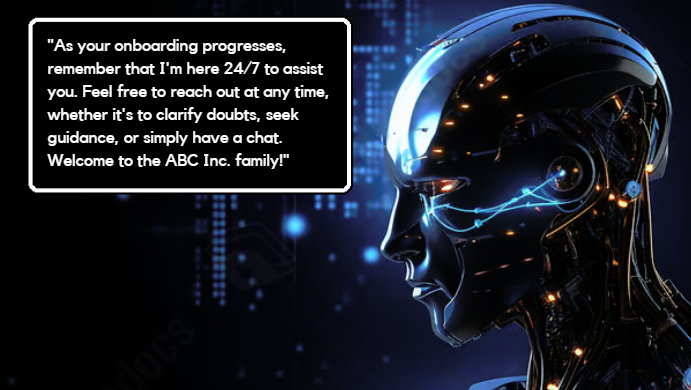 "As your onboarding progresses,
remember that I'm here 24/7 to assist
you. Feel free to reach out at any time,
whether it's to clarify doubts, seek
guidance, or simply have a chat.
Welcome to the ABC Inc. family!"
docs